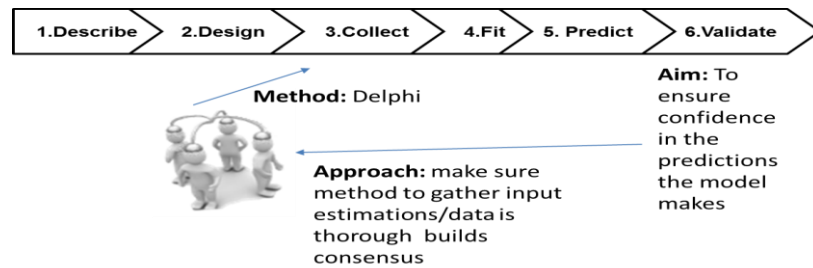 1.Describe 2.Design 3.Collect 4.Fit 5. Predict 6.Validate
Method: Delphi
Approach: make sure
method to gather input
estimations/data is
thorough builds
consensus
Aim: To
ensure
confidence
in the
predictions
the model
makes